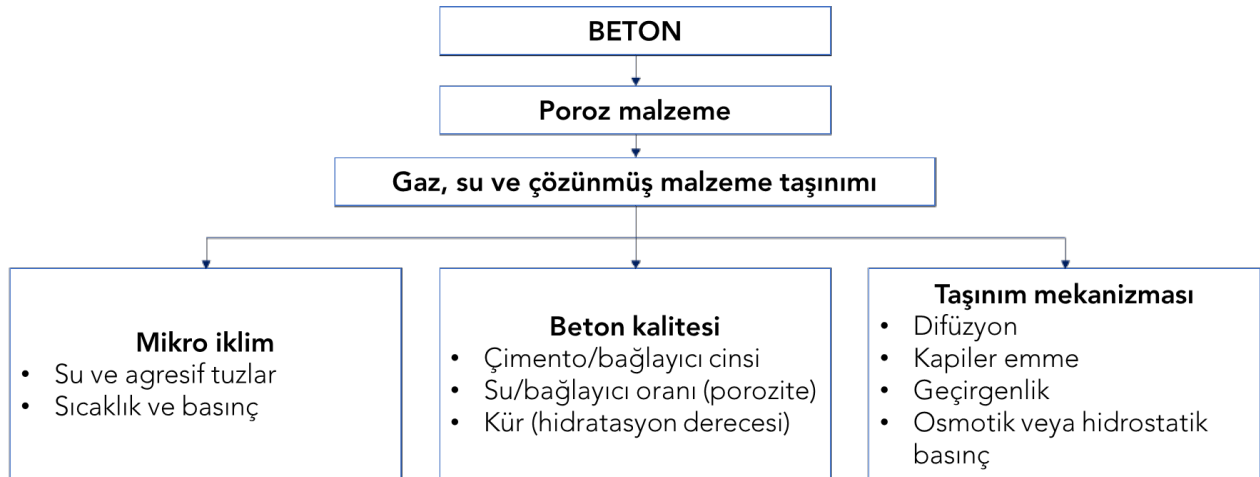 BETON
Poroz malzeme
Gaz, su ve çözünmüş malzeme taşınımı
Mikro iklim
• Su ve agresif tuzlar
• Sıcaklık ve basınç
Beton kalitesi
• Çimento/bağlayıcı cinsi
• Su/bağlayıcı oranı (porozite)
• Kür (hidratasyon derecesi)
Taşınım mekanizması
• Difüzyon
• Kapiler emme
• Geçirgenlik
• Osmotik veya hidrostatik
basınç